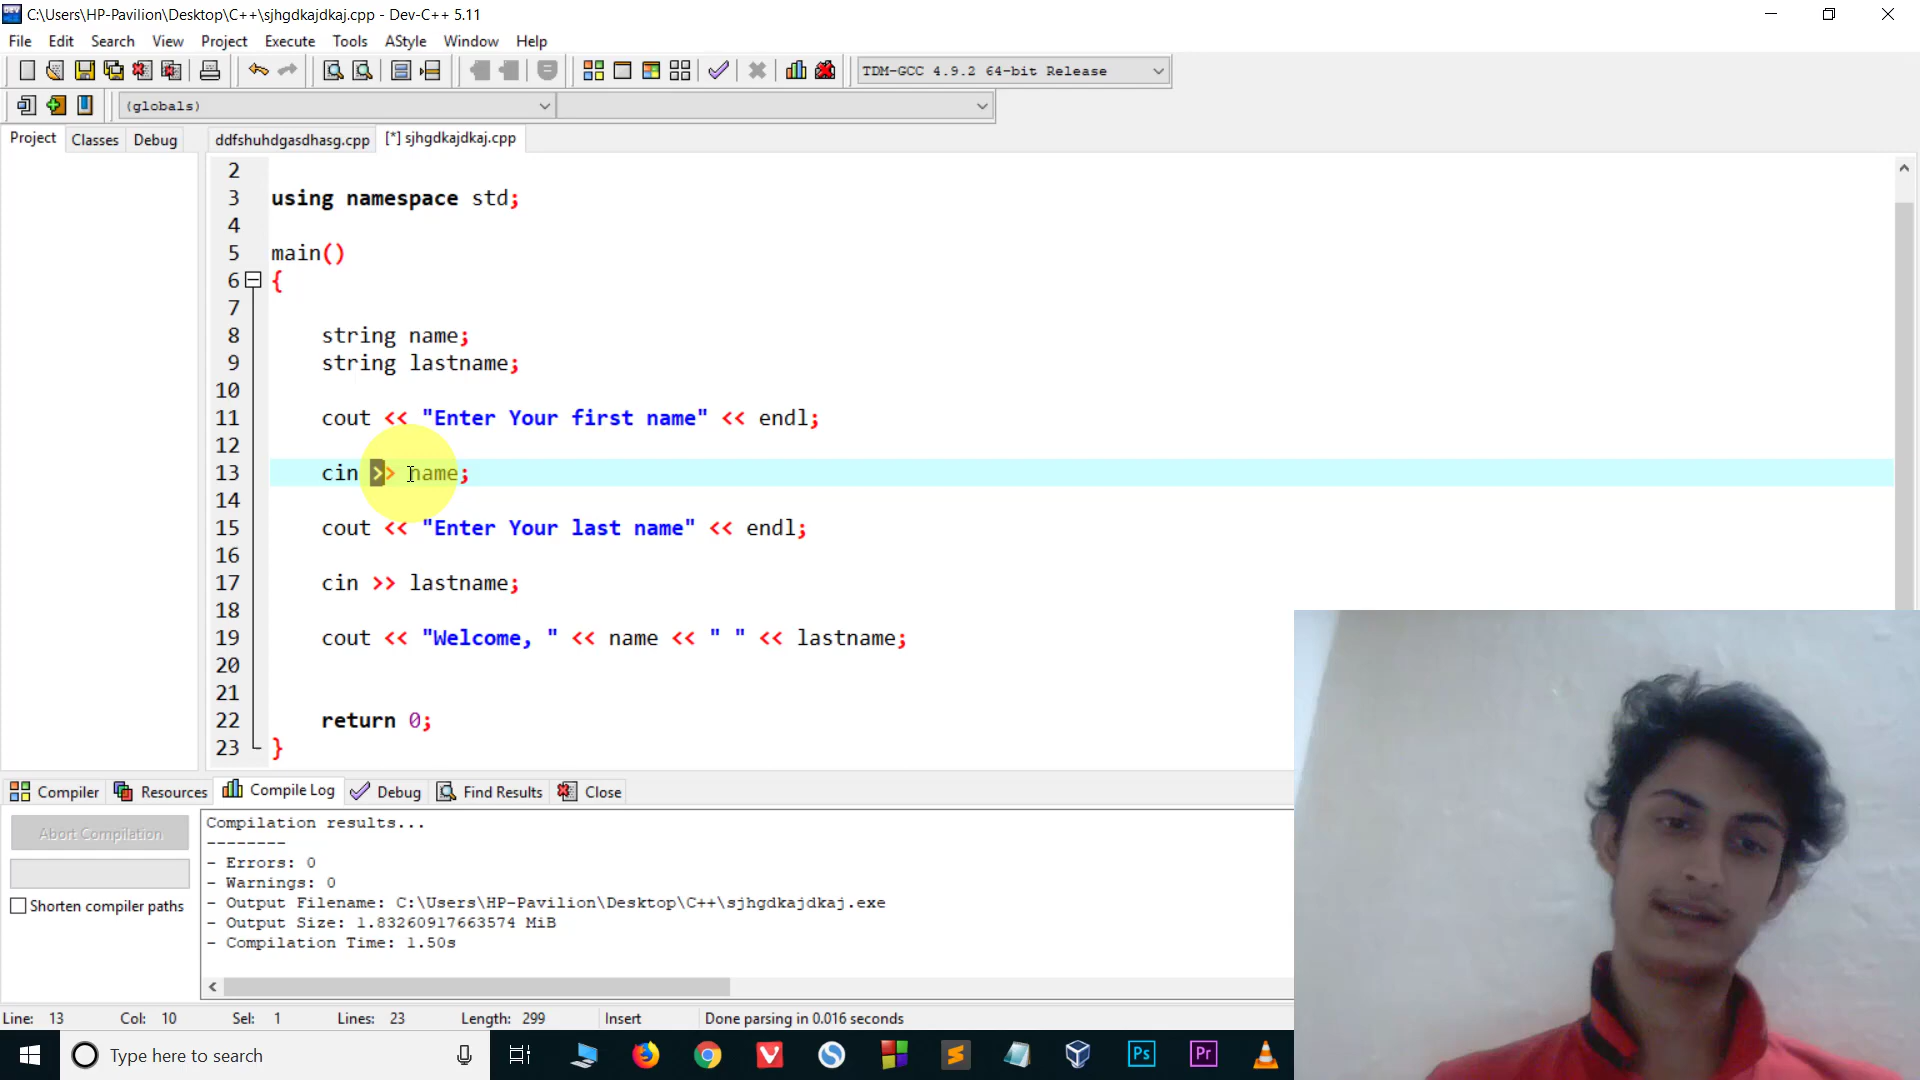 C:\Users\HP-Pavilion\Desktop\C++\sjhgdkajdkaj.cpp - Dev-C++ 5.11
File Edit Search View Project Execute Tools AStyle Window Help
TDM-GCC 4.9.2 64-bit Release
(globals)
Project Classes Debug ddfshuhdgasdhasg.cpp [*] sjhgdkajdkaj.cpp
2
3 using namespace std;
4
5 main()
6 {
7
8 string name;
9 string lastname;
10
11 cout << "Enter Your first name" << endl;
12
13 cin >> name;
14
15 cout << "Enter Your last name" << endl;
16
17 cin >> lastname;
18
19 cout << "Welcome, " << name << " " << lastname;
20
21
22 return 0;
23 }
Compiler Resources Compile Log Debug Find Results Close
Abort Compilation
Shorten compiler paths
Compilation results...
--------
- Errors: 0
- Warnings: 0
- Output Filename: C:\Users\HP-Pavilion\Desktop\C++\sjhgdkajdkaj.exe
- Output Size: 1.83260917663574 MiB
- Compilation Time: 1.50s
Line: 13 Col: 10 Sel: 1 Lines: 23 Length: 299 Insert Done parsing in 0.016 seconds
Type here to search
Ps Pr